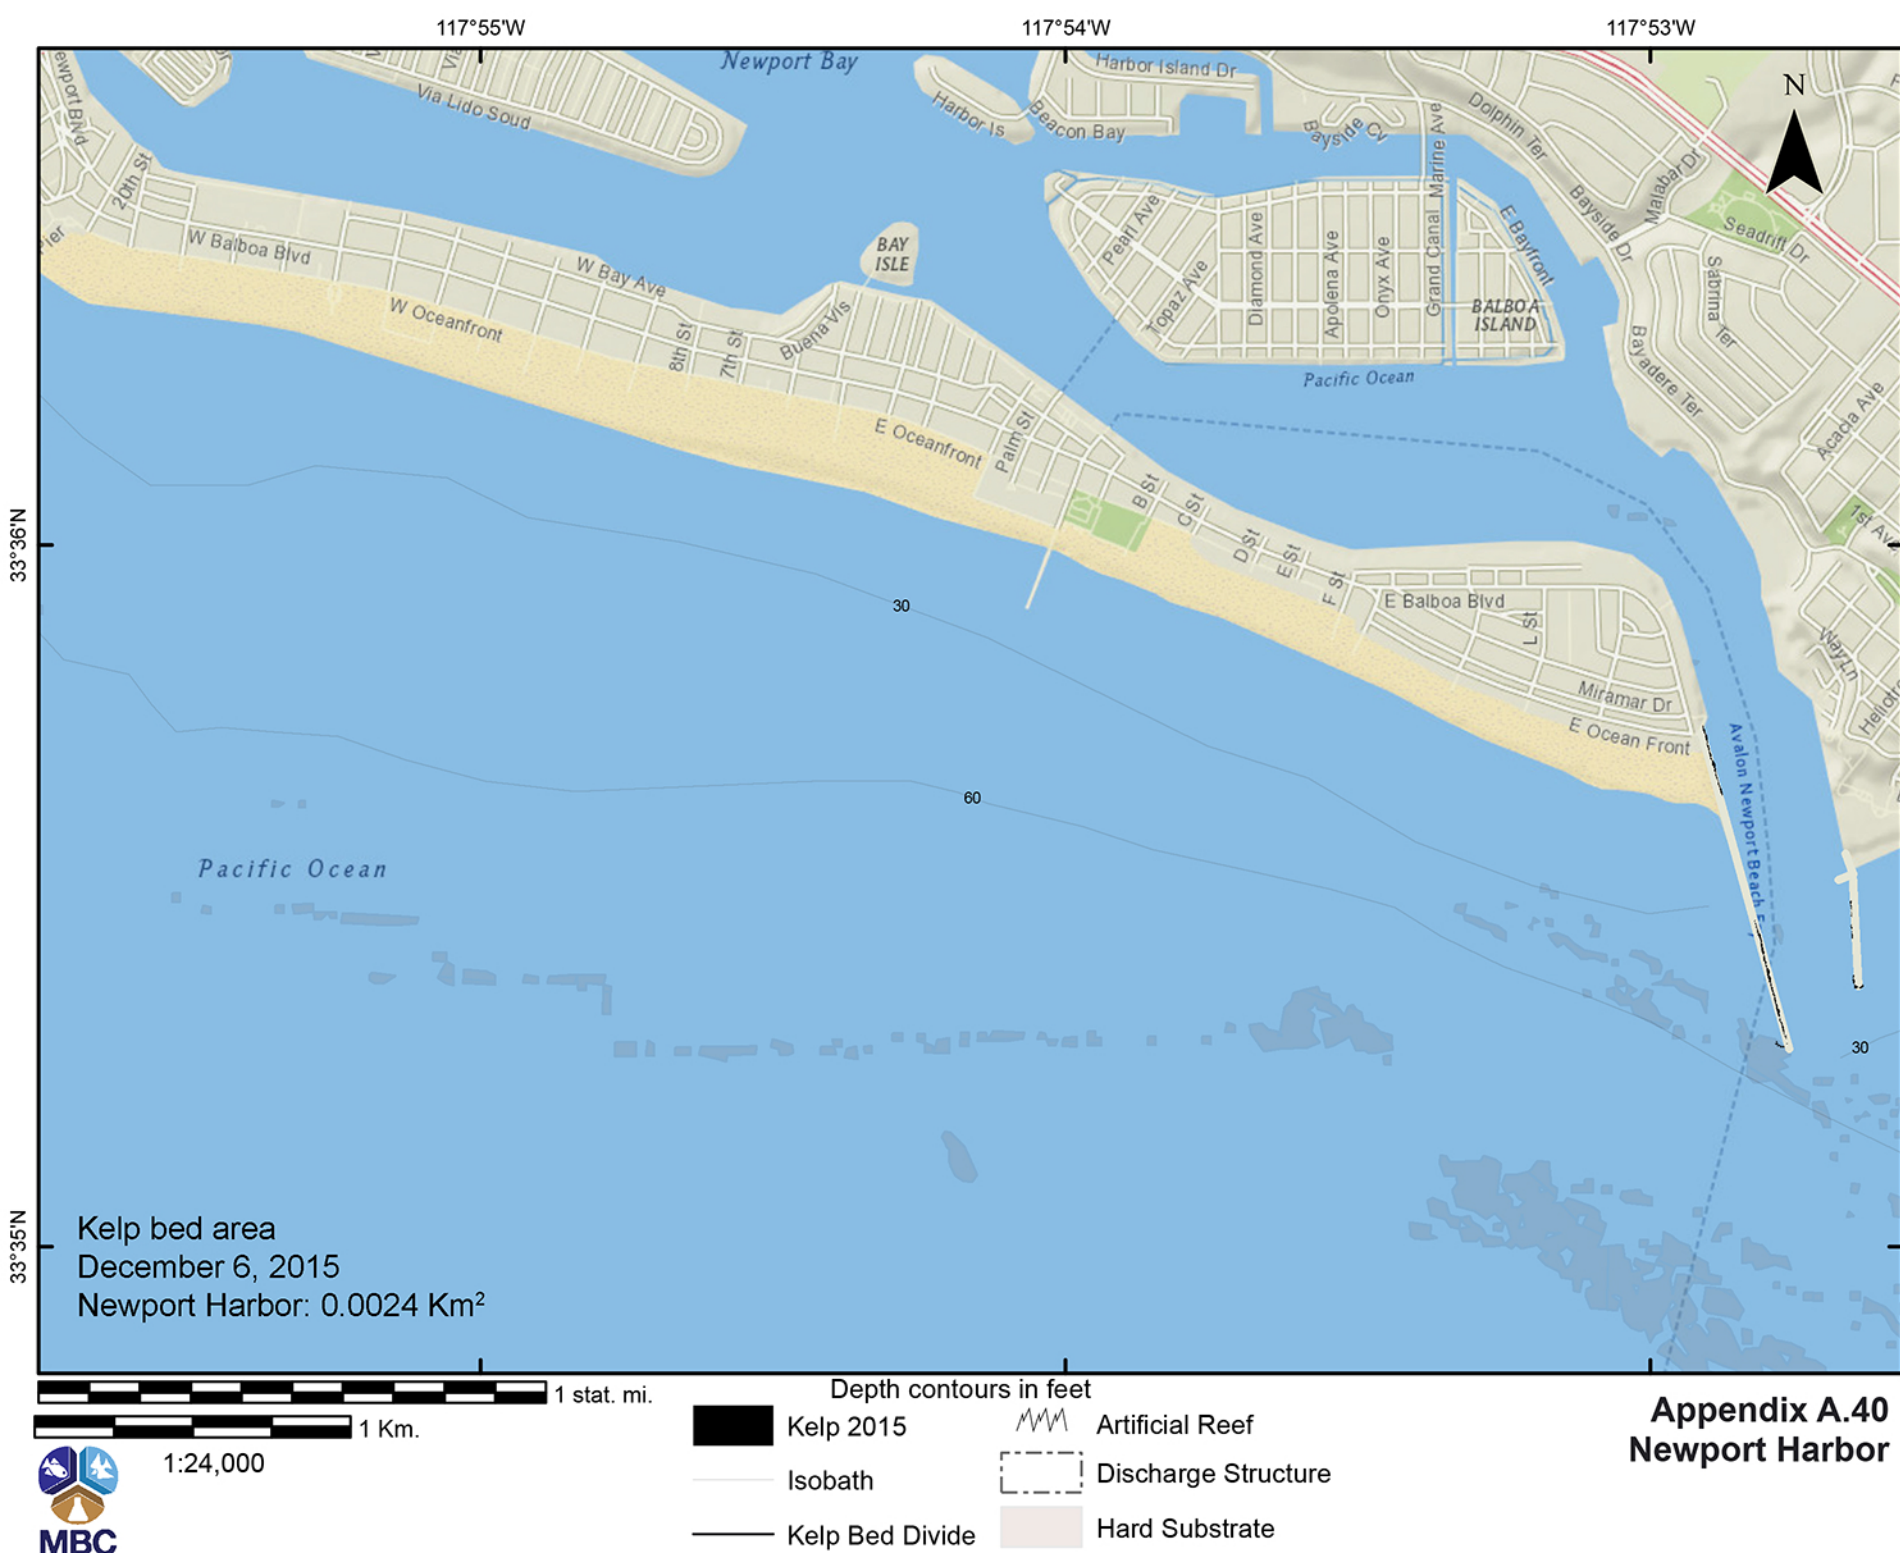 117°55'W
117°54'W
117°53'W
Newport Bay
Harbor Island Dr
Via Lido Soud
Harbor Is
Beacon Bay
Bayside Cv
Marine Ave
Dolphin Ter
N
20th St
Malabar Dr
Bayside Dr
Seadrift Dr
W Balboa Blvd
W Bay Ave
BAY
ISLE
Pearl Ave
Topaz Ave
Diamond Ave
Apolena Ave
Onyx Ave
Grand Canal
E Bayfront
BALBOA
ISLAND
Sabrina Ter
Bayadere Ter
Acacia Ave
W Oceanfront
8th St
7th St
Buena Vis
Pacific Ocean
E Oceanfront
Palm St
B St
C St
D St
E St
F St
33°36'N
30
E Balboa Blvd
L St
Way Ln
Miramar Dr
E Ocean Front
60
Pacific Ocean
30
33°35'N
Kelp bed area
December 6, 2015
Newport Harbor: 0.0024 Km²
1 stat. mi.
1 Km.
1:24,000
MBC
Depth contours in feet
Kelp 2015
Isobath
Kelp Bed Divide
Artificial Reef
Discharge Structure
Hard Substrate
Appendix A.40
Newport Harbor